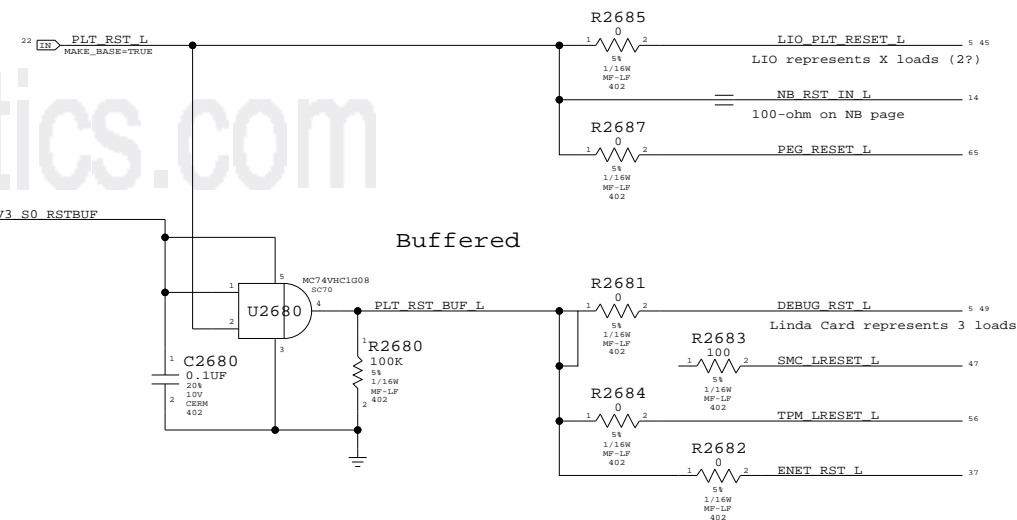 22 IN PLT_RST_L
MAKE_BASE=TRUE
R2685
0
1 2
5%
1/16W
MF-LF
402
LIO_PLT_RESET_L 5 45
LIO represents X loads (2?)
NB_RST_IN_L 14
100-ohm on NB page
R2687
0
1 2
5%
1/16W
MF-LF
402
PEG_RESET_L 65
tics.com
V3_S0_RSTBUF
Buffered
5 MC74VHC1G08
SC70
1
U2680 4
2
3
PLT_RST_BUF_L
1 C2680
0.1UF
20%
10V
2 CERM
402
1 R2680
100K
5%
1/16W
MF-LF
2 402
R2681
0
1 2
5%
1/16W
MF-LF
402
DEBUG_RST_L 5 49
Linda Card represents 3 loads
R2683
100
1 2
5%
1/16W
MF-LF
402
SMC_LRESET_L 47
R2684
0
1 2
5%
1/16W
MF-LF
402
TPM_LRESET_L 56
R2682
0
1 2
5%
1/16W
MF-LF
402
ENET_RST_L 37